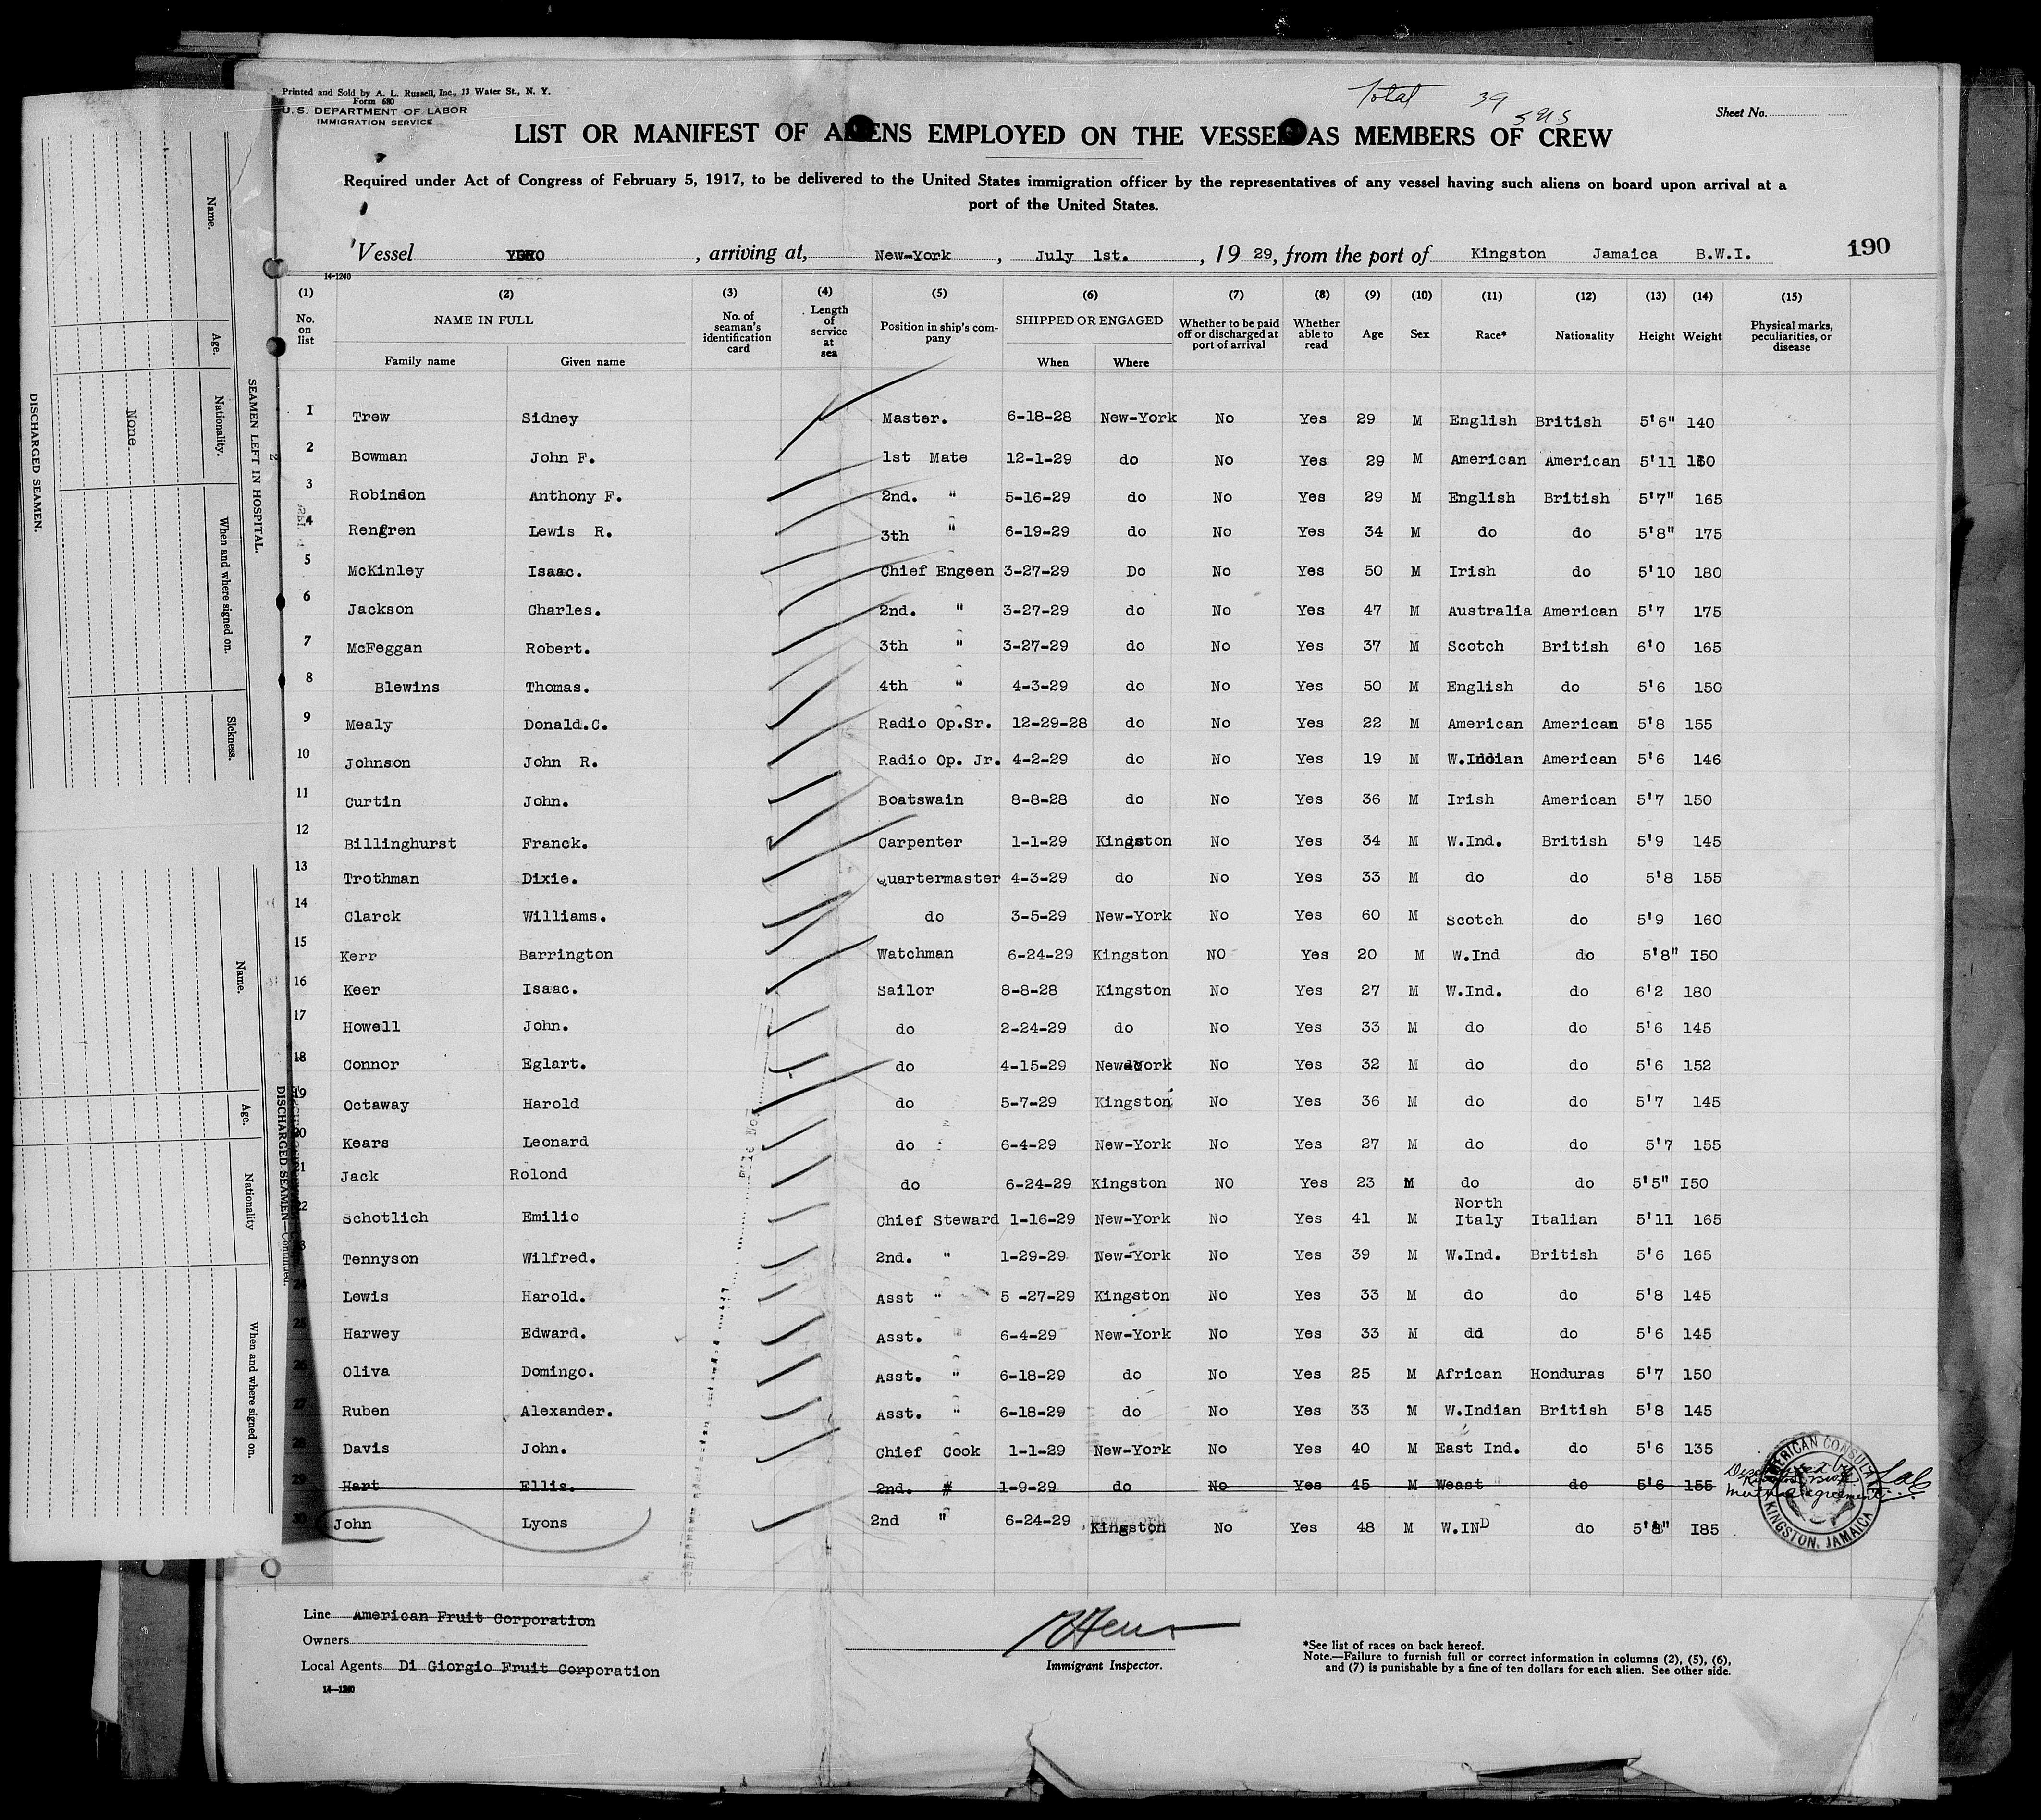 Printed and Sold by A. L. Russell, Inc., 13 Water St., N. Y.
Form 680
U. S. DEPARTMENT OF LABOR
IMMIGRATION SERVICE
Total 39
5 US
Sheet No.
LIST OR MANIFEST OF ALIENS EMPLOYED ON THE VESSEL AS MEMBERS OF CREW
Required under Act of Congress of February 5, 1917, to be delivered to the United States immigration officer by the representatives of any vessel having such aliens on board upon arrival at a
port of the United States.
Vessel , arriving at, New-York , July 1st. , 19 29, from the port of Kingston Jamaica B.W.I. 190
14-1240
(1) (2) (3) (4) (5) (6) (7) (8) (9) (10) (11) (12) (13) (14) (15)
No. on list NAME IN FULL No. of seaman's identification card Length of service at sea Position in ship's company SHIPPED OR ENGAGED Whether to be paid off or discharged at port of arrival Whether able to read Age Sex Race* Nationality Height Weight Physical marks, peculiarities, or disease
Family name Given name When Where
1 Trew Sidney Master. 6-18-28 New-York No Yes 29 M English British 5'6" 140
2 Bowman John F. 1st Mate 12-1-29 do No Yes 29 M American American 5'11
3 Robinson Anthony F. 2nd. " 5-16-29 do No Yes 29 M English British 5'7" 165
4 Rengren Lewis R. 3th " 6-19-29 do No Yes 34 M do do 5'8" 175
5 McKinley Isaac. Chief Engeen 3-27-29 Do No Yes 50 M Irish do 5'10 180
6 Jackson Charles. 2nd. " 3-27-29 do No Yes 47 M Australia American 5'7 175
7 McFeggan Robert. 3th " 3-27-29 do No Yes 37 M Scotch British 6'0 165
8 Blewins Thomas. 4th " 4-3-29 do No Yes 50 M English do 5'6 150
9 Mealy Donald.C. Radio Op.Sr. 12-29-28 do No Yes 22 M American American 5'8 155
10 Johnson John R. Radio Op. Jr. 4-2-29 do No Yes 19 M W.Indian American 5'6 146
11 Curtin John. Boatswain 8-8-28 do No Yes 36 M Irish American 5'7 150
12 Billinghurst Franck. Carpenter 1-1-29 Kingston No Yes 34 M W.Ind. British 5'9 145
13 Trothman Dixie. Quartermaster 4-3-29 do No Yes 33 M do do 5'8 155
14 Clarck Williams. do 3-5-29 New-York No Yes 60 M Scotch do 5'9 160
15 Kerr Barrington Watchman 6-24-29 Kingston NO Yes 20 M W.Ind do 5'8" I50
16 Keer Isaac. Sailor 8-8-28 Kingston No Yes 27 M W.Ind. do 6'2 180
17 Howell John. do 2-24-29 do No Yes 33 M do do 5'6 145
18 Connor Eglart. do 4-15-29 New-York No Yes 32 M do do 5'6 152
19 Octaway Harold do 5-7-29 Kingston No Yes 36 M do do 5'7 145
20 Kears Leonard do 6-4-29 New-York No Yes 27 M do do 5'7 155
21 Jack Rolond do 6-24-29 Kingston NO Yes 23 M do do 5'5" I50
22 Schotlich Emilio Chief Steward 1-16-29 New-York No Yes 41 M North Italy Italian 5'11 165
23 Tennyson Wilfred. 2nd. " 1-29-29 New-York No Yes 39 M W.Ind. British 5'6 165
24 Lewis Harold. Asst " 5 -27-29 Kingston No Yes 33 M do do 5'8 145
25 Harwey Edward. Asst. " 6-4-29 New-York No Yes 33 M dd do 5'6 145
26 Oliva Domingo. Asst. " 6-18-29 do No Yes 25 M African Honduras 5'7 150
27 Ruben Alexander. Asst. " 6-18-29 do No Yes 33 M W.Indian British 5'8 145
28 Davis John. Chief Cook 1-1-29 New-York No Yes 40 M East Ind. do 5'6 135
29 Hart Ellis. 2nd. " 1-9-29 do No Yes 45 M Weast " do 5'6 155
mutual agreement
AMERICAN CONSULATE
KINGSTON, JAMAICA
30 John Lyons 2nd " 6-24-29 Kingston No Yes 48 M W.IND do 5'8" I85
Line American Fruit Corporation
Owners
Local Agents Di Giorgio Fruit Corporation
14-1240
Immigrant Inspector.
*See list of races on back hereof.
Note.—Failure to furnish full or correct information in columns (2), (5), (6),
and (7) is punishable by a fine of ten dollars for each alien. See other side.
SEAMEN LEFT IN HOSPITAL.
Name. Age. Nationality. When and where signed on. Sickness.
None
DISCHARGED SEAMEN.
DISCHARGED SEAMEN—Continued.
Name. Age. Nationality When and where signed on.